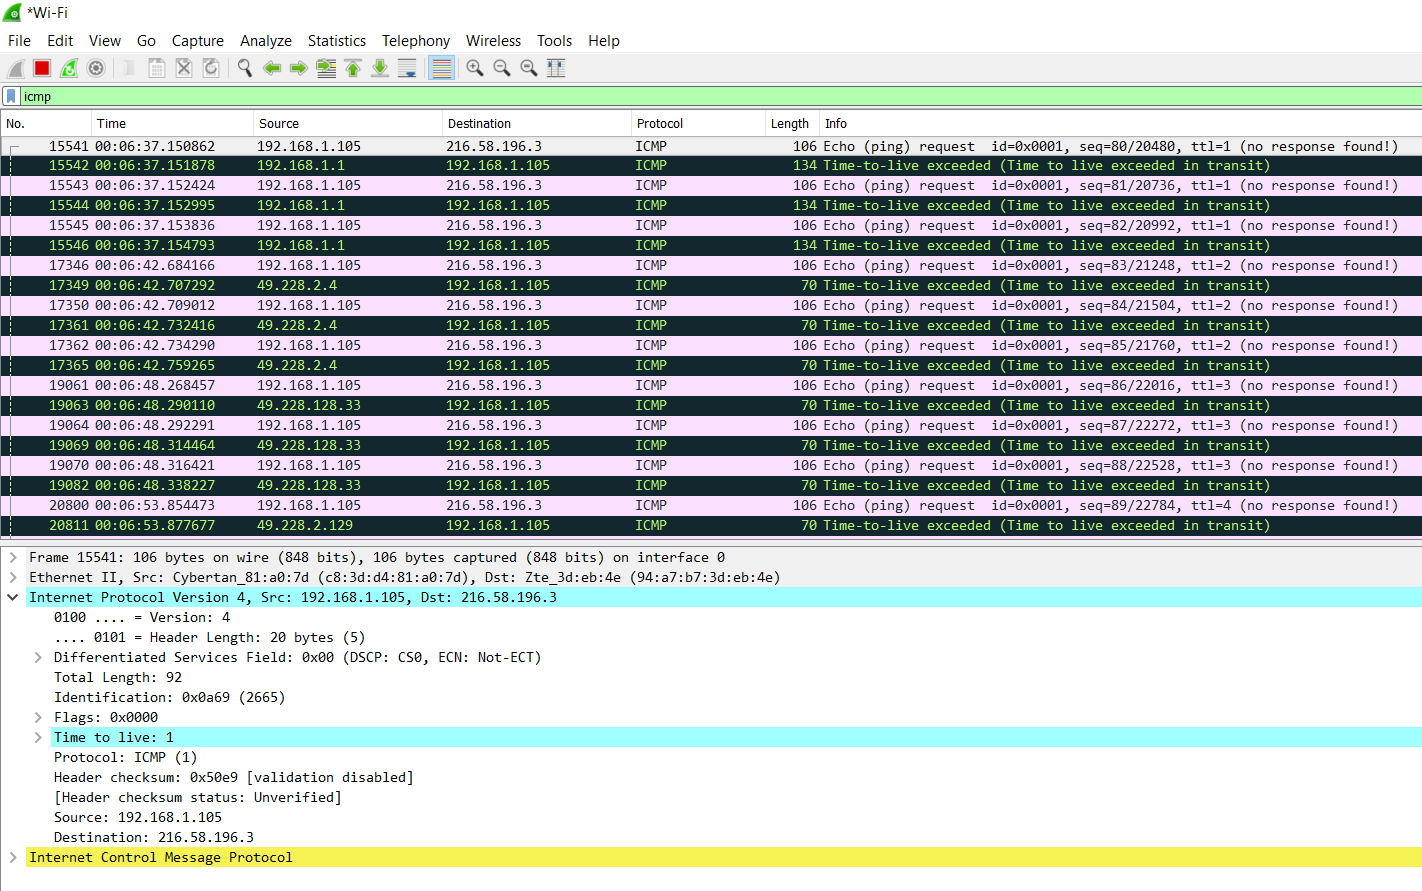 *Wi-Fi
File Edit View Go Capture Analyze Statistics Telephony Wireless Tools Help
icmp
No. Time Source Destination Protocol Length Info
15541 00:06:37.150862 192.168.1.105 216.58.196.3 ICMP 106 Echo (ping) request id=0x0001, seq=80/20480, ttl=1 (no response found!)
15542 00:06:37.151878 192.168.1.1 192.168.1.105 ICMP 134 Time-to-live exceeded (Time to live exceeded in transit)
15543 00:06:37.152424 192.168.1.105 216.58.196.3 ICMP 106 Echo (ping) request id=0x0001, seq=81/20736, ttl=1 (no response found!)
15544 00:06:37.152995 192.168.1.1 192.168.1.105 ICMP 134 Time-to-live exceeded (Time to live exceeded in transit)
15545 00:06:37.153836 192.168.1.105 216.58.196.3 ICMP 106 Echo (ping) request id=0x0001, seq=82/20992, ttl=1 (no response found!)
15546 00:06:37.154793 192.168.1.1 192.168.1.105 ICMP 134 Time-to-live exceeded (Time to live exceeded in transit)
17346 00:06:42.684166 192.168.1.105 216.58.196.3 ICMP 106 Echo (ping) request id=0x0001, seq=83/21248, ttl=2 (no response found!)
17349 00:06:42.707292 49.228.2.4 192.168.1.105 ICMP 70 Time-to-live exceeded (Time to live exceeded in transit)
17350 00:06:42.709012 192.168.1.105 216.58.196.3 ICMP 106 Echo (ping) request id=0x0001, seq=84/21504, ttl=2 (no response found!)
17361 00:06:42.732416 49.228.2.4 192.168.1.105 ICMP 70 Time-to-live exceeded (Time to live exceeded in transit)
17362 00:06:42.734290 192.168.1.105 216.58.196.3 ICMP 106 Echo (ping) request id=0x0001, seq=85/21760, ttl=2 (no response found!)
17365 00:06:42.759265 49.228.2.4 192.168.1.105 ICMP 70 Time-to-live exceeded (Time to live exceeded in transit)
19061 00:06:48.268457 192.168.1.105 216.58.196.3 ICMP 106 Echo (ping) request id=0x0001, seq=86/22016, ttl=3 (no response found!)
19063 00:06:48.290110 49.228.128.33 192.168.1.105 ICMP 70 Time-to-live exceeded (Time to live exceeded in transit)
19064 00:06:48.292291 192.168.1.105 216.58.196.3 ICMP 106 Echo (ping) request id=0x0001, seq=87/22272, ttl=3 (no response found!)
19069 00:06:48.314464 49.228.128.33 192.168.1.105 ICMP 70 Time-to-live exceeded (Time to live exceeded in transit)
19070 00:06:48.316421 192.168.1.105 216.58.196.3 ICMP 106 Echo (ping) request id=0x0001, seq=88/22528, ttl=3 (no response found!)
19082 00:06:48.338227 49.228.128.33 192.168.1.105 ICMP 70 Time-to-live exceeded (Time to live exceeded in transit)
20800 00:06:53.854473 192.168.1.105 216.58.196.3 ICMP 106 Echo (ping) request id=0x0001, seq=89/22784, ttl=4 (no response found!)
20811 00:06:53.877677 49.228.2.129 192.168.1.105 ICMP 70 Time-to-live exceeded (Time to live exceeded in transit)
Frame 15541: 106 bytes on wire (848 bits), 106 bytes captured (848 bits) on interface 0
Ethernet II, Src: Cybertan_81:a0:7d (c8:3d:d4:81:a0:7d), Dst: Zte_3d:eb:4e (94:a7:b7:3d:eb:4e)
Internet Protocol Version 4, Src: 192.168.1.105, Dst: 216.58.196.3
0100 .... = Version: 4
.... 0101 = Header Length: 20 bytes (5)
Differentiated Services Field: 0x00 (DSCP: CS0, ECN: Not-ECT)
Total Length: 92
Identification: 0x0a69 (2665)
Flags: 0x0000
Time to live: 1
Protocol: ICMP (1)
Header checksum: 0x50e9 [validation disabled]
[Header checksum status: Unverified]
Source: 192.168.1.105
Destination: 216.58.196.3
Internet Control Message Protocol